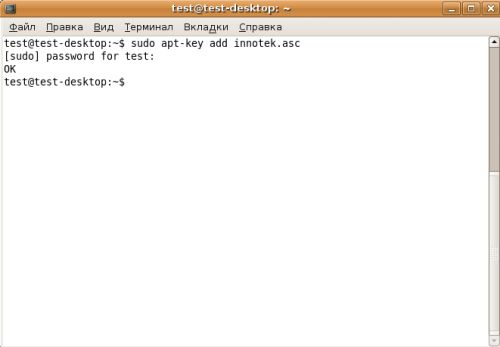 test@test-desktop: ~
Файл Правка Вид Терминал Вкладки Справка
test@test-desktop:~$ sudo apt-key add innotek.asc
[sudo] password for test:
OK
test@test-desktop:~$